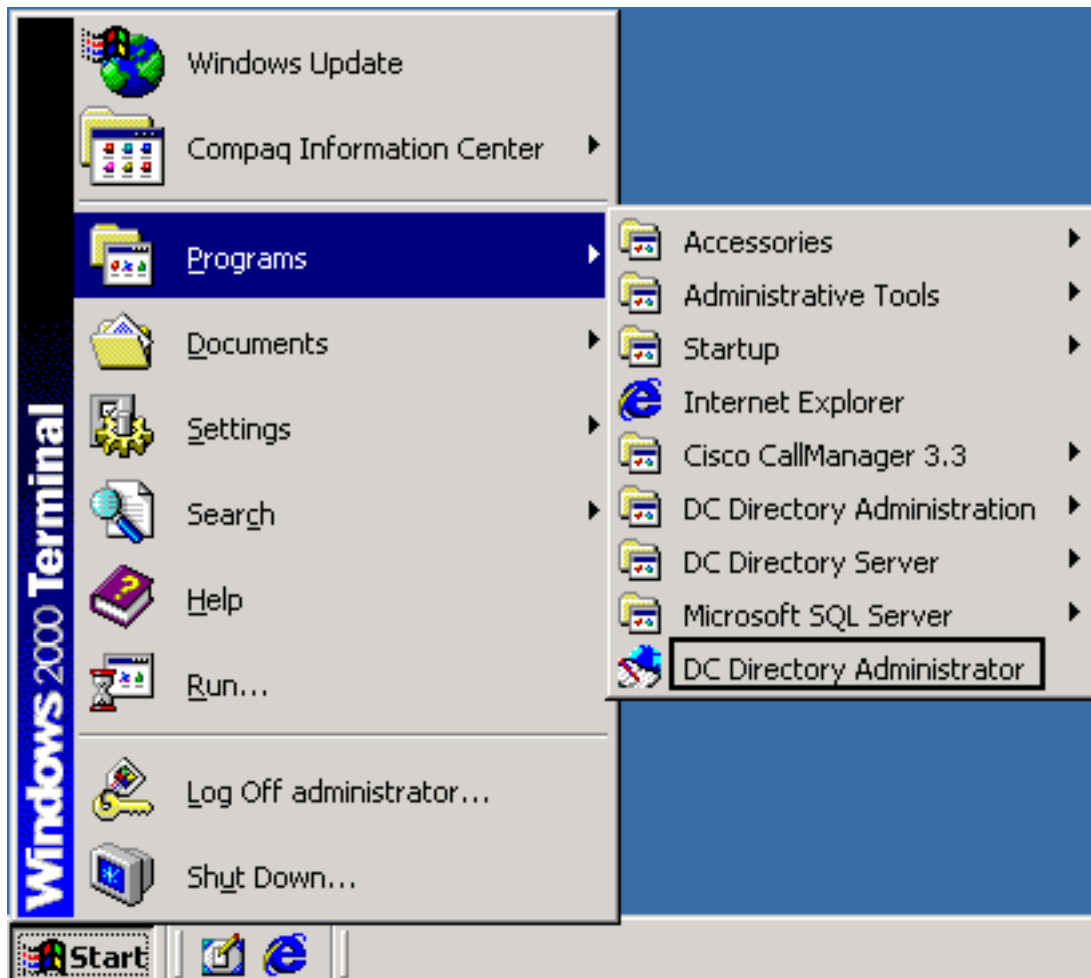 Windows Update
Compaq Information Center
Programs
Documents
Settings
Search
Help
Run...
Log Off administrator...
Shut Down...
Windows 2000 Terminal
Accessories
Administrative Tools
Startup
Internet Explorer
Cisco CallManager 3.3
DC Directory Administration
DC Directory Server
Microsoft SQL Server
DC Directory Administrator
Start